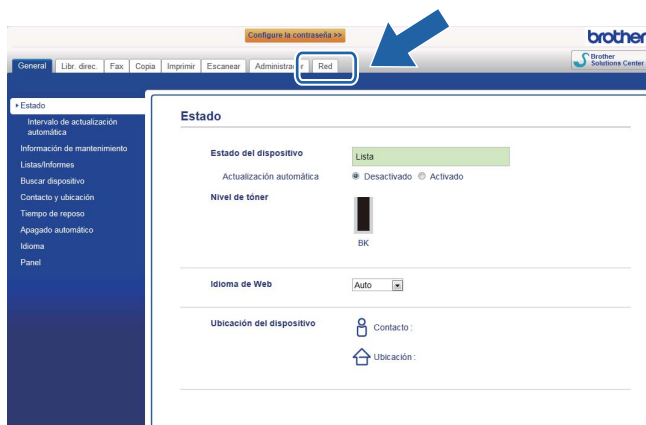 Configure la contraseña >>
brother
General Libr. direc. Fax Copia Imprimir Escanear Administrador Red
Brother
Solutions Center
Estado
Intervalo de actualización
automática
Información de mantenimiento
Listas/Informes
Buscar dispositivo
Contacto y ubicación
Tiempo de reposo
Apagado automático
Idioma
Panel
Estado
Estado del dispositivo Lista
Actualización automática Desactivado Activado
Nivel de tóner
BK
Idioma de Web Auto
Ubicación del dispositivo Contacto :
Ubicación :